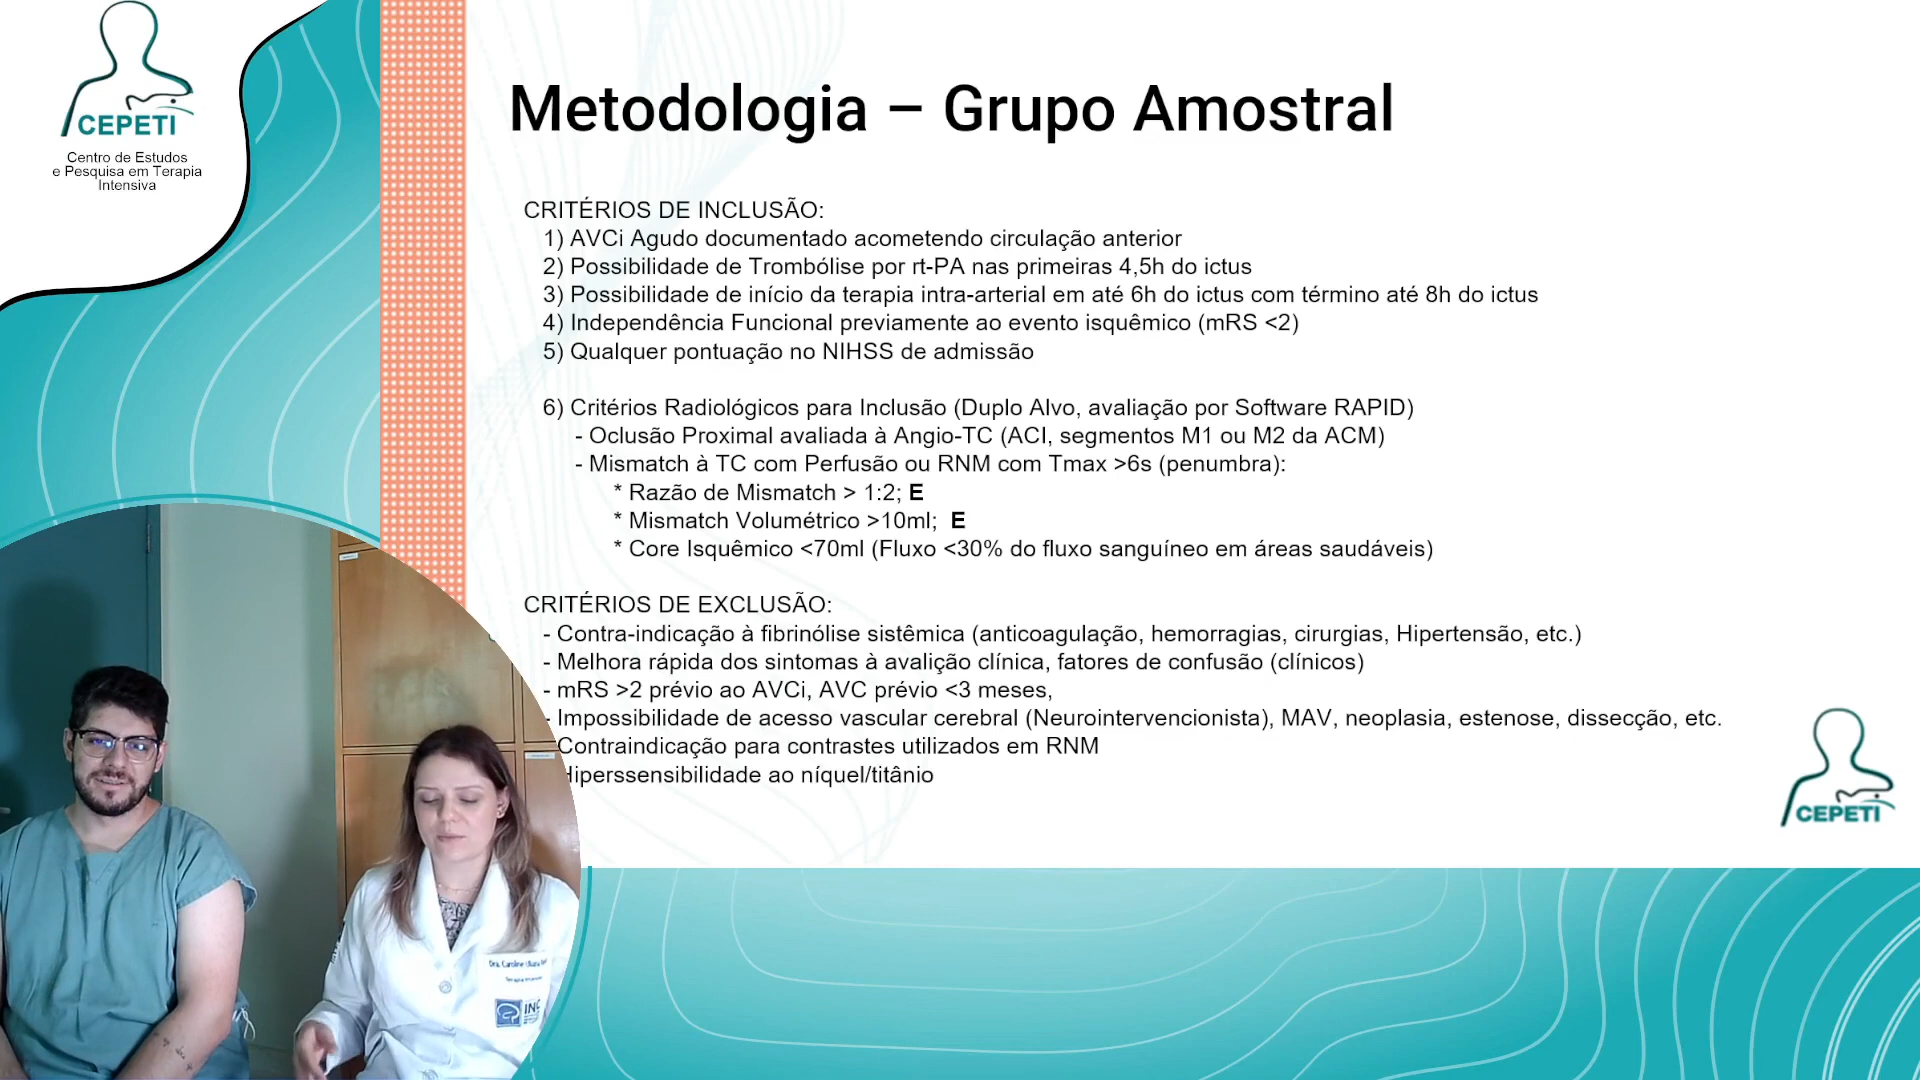 CEPETI
Centro de Estudos
e Pesquisa em Terapia
Intensiva
Metodologia – Grupo Amostral
CRITÉRIOS DE INCLUSÃO:
1) AVCi Agudo documentado acometendo circulação anterior
2) Possibilidade de Trombólise por rt-PA nas primeiras 4,5h do ictus
3) Possibilidade de início da terapia intra-arterial em até 6h do ictus com término até 8h do ictus
4) Independência Funcional previamente ao evento isquêmico (mRS <2)
5) Qualquer pontuação no NIHSS de admissão
6) Critérios Radiológicos para Inclusão (Duplo Alvo, avaliação por Software RAPID)
- Oclusão Proximal avaliada à Angio-TC (ACI, segmentos M1 ou M2 da ACM)
- Mismatch à TC com Perfusão ou RNM com Tmax >6s (penumbra):
* Razão de Mismatch > 1:2; E
* Mismatch Volumétrico >10ml; E
* Core Isquêmico <70ml (Fluxo <30% do fluxo sanguíneo em áreas saudáveis)
CRITÉRIOS DE EXCLUSÃO:
- Contra-indicação à fibrinólise sistêmica (anticoagulação, hemorragias, cirurgias, Hipertensão, etc.)
- Melhora rápida dos sintomas à avalição clínica, fatores de confusão (clínicos)
- mRS >2 prévio ao AVCi, AVC prévio <3 meses,
- Impossibilidade de acesso vascular cerebral (Neurointervencionista), MAV, neoplasia, estenose, dissecção, etc.
Contraindicação para contrastes utilizados em RNM
Hiperssensibilidade ao níquel/titânio
CEPETI
Dra. Caroline
INC